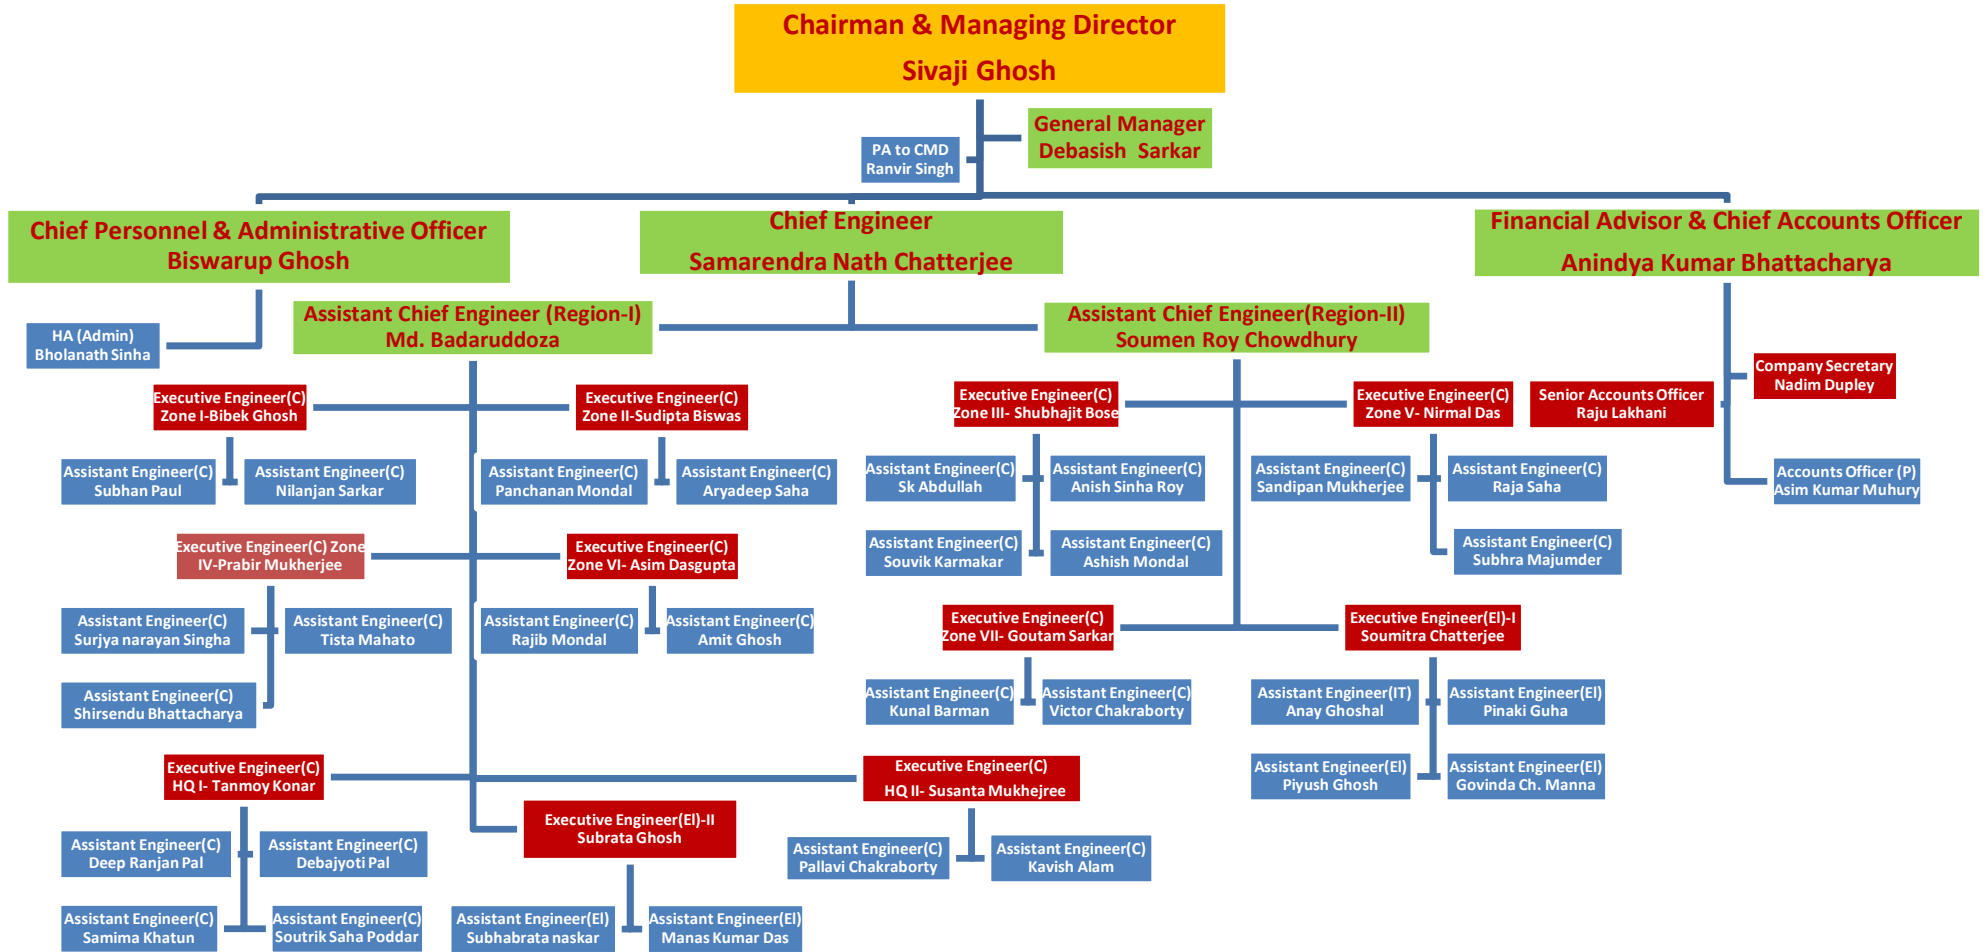 Chairman & Managing Director
Sivaji Ghosh
General Manager
Debasish Sarkar
PA to CMD
Ranvir Singh
Chief Personnel & Administrative Officer
Biswarup Ghosh
Chief Engineer
Samarendra Nath Chatterjee
Financial Advisor & Chief Accounts Officer
Anindya Kumar Bhattacharya
HA (Admin)
Bholanath Sinha
Assistant Chief Engineer (Region-I)
Md. Badaruddoza
Assistant Chief Engineer(Region-II)
Soumen Roy Chowdhury
Company Secretary
Nadim Dupley
Senior Accounts Officer
Raju Lakhani
Accounts Officer (P)
Asim Kumar Muhury
Executive Engineer(C)
Zone I-Bibek Ghosh
Executive Engineer(C)
Zone II-Sudipta Biswas
Executive Engineer(C)
Zone III- Shubhajit Bose
Executive Engineer(C)
Zone V- Nirmal Das
Assistant Engineer(C)
Subhan Paul
Assistant Engineer(C)
Nilanjan Sarkar
Assistant Engineer(C)
Panchanan Mondal
Assistant Engineer(C)
Aryadeep Saha
Assistant Engineer(C)
Sk Abdullah
Assistant Engineer(C)
Anish Sinha Roy
Assistant Engineer(C)
Sandipan Mukherjee
Assistant Engineer(C)
Raja Saha
Assistant Engineer(C)
Souvik Karmakar
Assistant Engineer(C)
Ashish Mondal
Assistant Engineer(C)
Subhra Majumder
Executive Engineer(C) Zone
IV-Prabir Mukherjee
Executive Engineer(C)
Zone VI- Asim Dasgupta
Assistant Engineer(C)
Surjya narayan Singha
Assistant Engineer(C)
Tista Mahato
Assistant Engineer(C)
Rajib Mondal
Assistant Engineer(C)
Amit Ghosh
Executive Engineer(C)
Zone VII- Goutam Sarkar
Executive Engineer(El)-I
Soumitra Chatterjee
Assistant Engineer(C)
Shirsendu Bhattacharya
Assistant Engineer(C)
Kunal Barman
Assistant Engineer(C)
Victor Chakraborty
Assistant Engineer(IT)
Anay Ghoshal
Assistant Engineer(El)
Pinaki Guha
Executive Engineer(C)
HQ I- Tanmoy Konar
Executive Engineer(C)
HQ II- Susanta Mukhejree
Assistant Engineer(El)
Piyush Ghosh
Assistant Engineer(El)
Govinda Ch. Manna
Executive Engineer(El)-II
Subrata Ghosh
Assistant Engineer(C)
Deep Ranjan Pal
Assistant Engineer(C)
Debajyoti Pal
Assistant Engineer(C)
Pallavi Chakraborty
Assistant Engineer(C)
Kavish Alam
Assistant Engineer(C)
Samima Khatun
Assistant Engineer(C)
Soutrik Saha Poddar
Assistant Engineer(El)
Subhabrata naskar
Assistant Engineer(El)
Manas Kumar Das